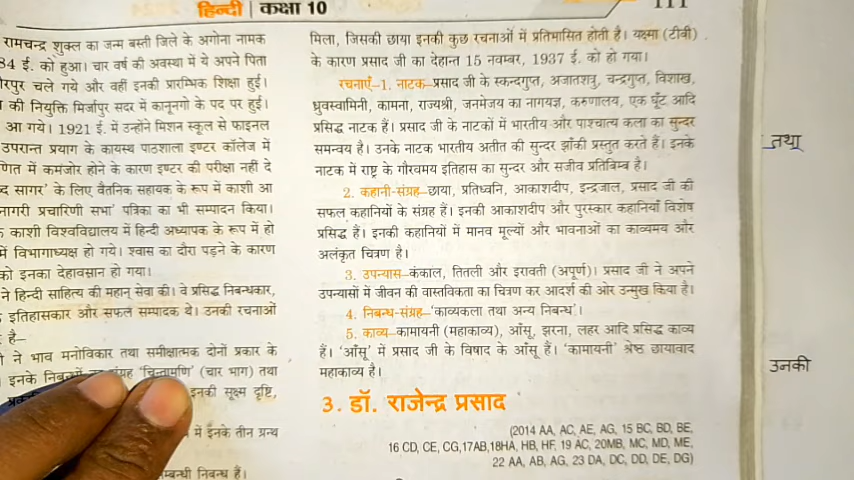 हिन्दी | कक्षा 10
111
रामचन्द्र शुक्ल का जन्म बस्ती जिले के अगोना नामक
84 ई. को हुआ। चार वर्ष की अवस्था में ये अपने पिता
रपुर चले गये और वहीं इनकी प्रारम्भिक शिक्षा हुई।
की नियुक्ति मिर्जापुर सदर में कानूनगो के पद पर हुई।
आ गये। 1921 ई. में उन्होंने मिशन स्कूल से फाइनल
उपरान्त प्रयाग के कायस्थ पाठशाला इण्टर कॉलेज में
णित में कमजोर होने के कारण इण्टर की परीक्षा नहीं दे
ब्द सागर' के लिए वैतनिक सहायक के रूप में काशी आ
नागरी प्रचारिणी सभा' पत्रिका का भी सम्पादन किया।
काशी विश्वविद्यालय में हिन्दी अध्यापक के रूप में हो
में विभागाध्यक्ष हो गये। श्वास का दौरा पड़ने के कारण
को इनका देहावसान हो गया।
ने हिन्दी साहित्य की महान् सेवा की। वे प्रसिद्ध निबन्धकार,
इतिहासकार और सफल सम्पादक थे। उनकी रचनाओं
है–
ने भाव मनोविकार तथा समीक्षात्मक दोनों प्रकार के
इनके निबन्ध संग्रह 'चिन्तामणि' (चार भाग) तथा
इनकी सूक्ष्म दृष्टि,
में इनके तीन ग्रन्थ
म्बन्धी निबन्ध हैं।
मिला, जिसकी छाया इनकी कुछ रचनाओं में प्रतिभासित होती है। यक्ष्मा (टीवी)
के कारण प्रसाद जी का देहान्त 15 नवम्बर, 1937 ई. को हो गया।
रचनाएँ–1. नाटक–प्रसाद जी के स्कन्दगुप्त, अजातशत्रु, चन्द्रगुप्त, विशाख,
ध्रुवस्वामिनी, कामना, राज्यश्री, जनमेजय का नागयज्ञ, करुणालय, एक घूँट आदि
प्रसिद्ध नाटक हैं। प्रसाद जी के नाटकों में भारतीय और पाश्चात्य कला का सुन्दर
समन्वय है। उनके नाटक भारतीय अतीत की सुन्दर झाँकी प्रस्तुत करते हैं। इनके
नाटक में राष्ट्र के गौरवमय इतिहास का सुन्दर और सजीव प्रतिबिम्ब है।
2. कहानी-संग्रह–छाया, प्रतिध्वनि, आकाशदीप, इन्द्रजाल, प्रसाद जी की
सफल कहानियों के संग्रह हैं। इनकी आकाशदीप और पुरस्कार कहानियाँ विशेष
प्रसिद्ध हैं। इनकी कहानियों में मानव मूल्यों और भावनाओं का काव्यमय और
अलंकृत चित्रण है।
3. उपन्यास–कंकाल, तितली और इरावती (अपूर्ण)। प्रसाद जी ने अपने
उपन्यासों में जीवन की वास्तविकता का चित्रण कर आदर्श की ओर उन्मुख किया है।
4. निबन्ध-संग्रह–'काव्यकला तथा अन्य निबन्ध'।
5. काव्य–कामायनी (महाकाव्य), आँसू, झरना, लहर आदि प्रसिद्ध काव्य
हैं। 'आँसू' में प्रसाद जी के विषाद के आँसू हैं। 'कामायनी' श्रेष्ठ छायावाद
महाकाव्य है।
3. डॉ. राजेन्द्र प्रसाद
(2014 AA, AC, AE, AG, 15 BC, BD, BE,
16 CD, CE, CG,17AB,18HA, HB, HF, 19 AC, 20MB, MC, MD, ME,
22 AA, AB, AG, 23 DA, DC, DD, DE, DG)
तथा
उनकी